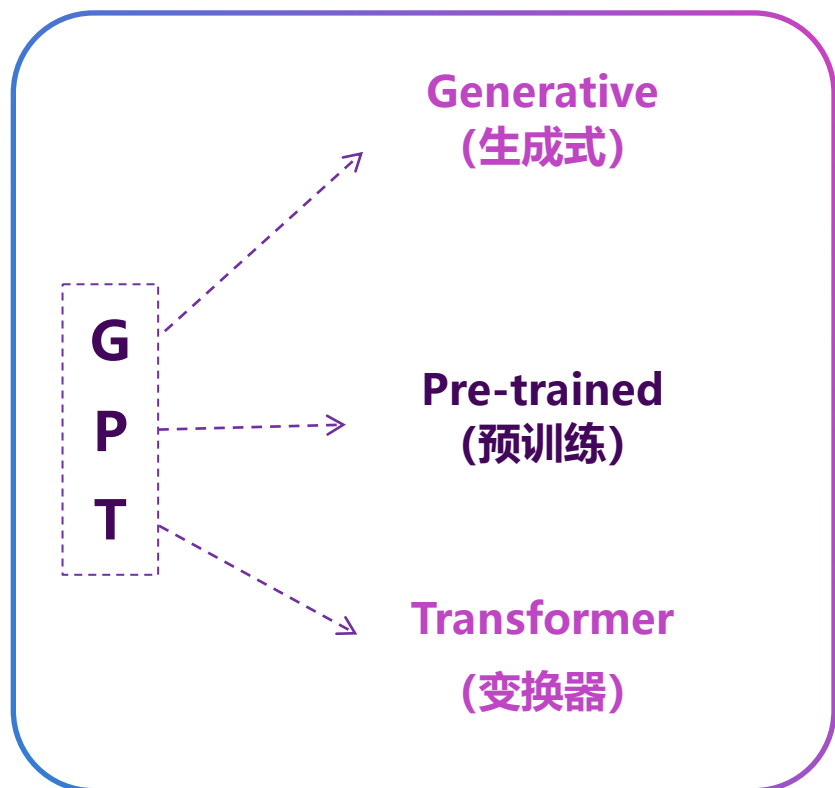 Generative
(生成式)
G
P
T
Pre-trained
(预训练)
Transformer
(变换器)